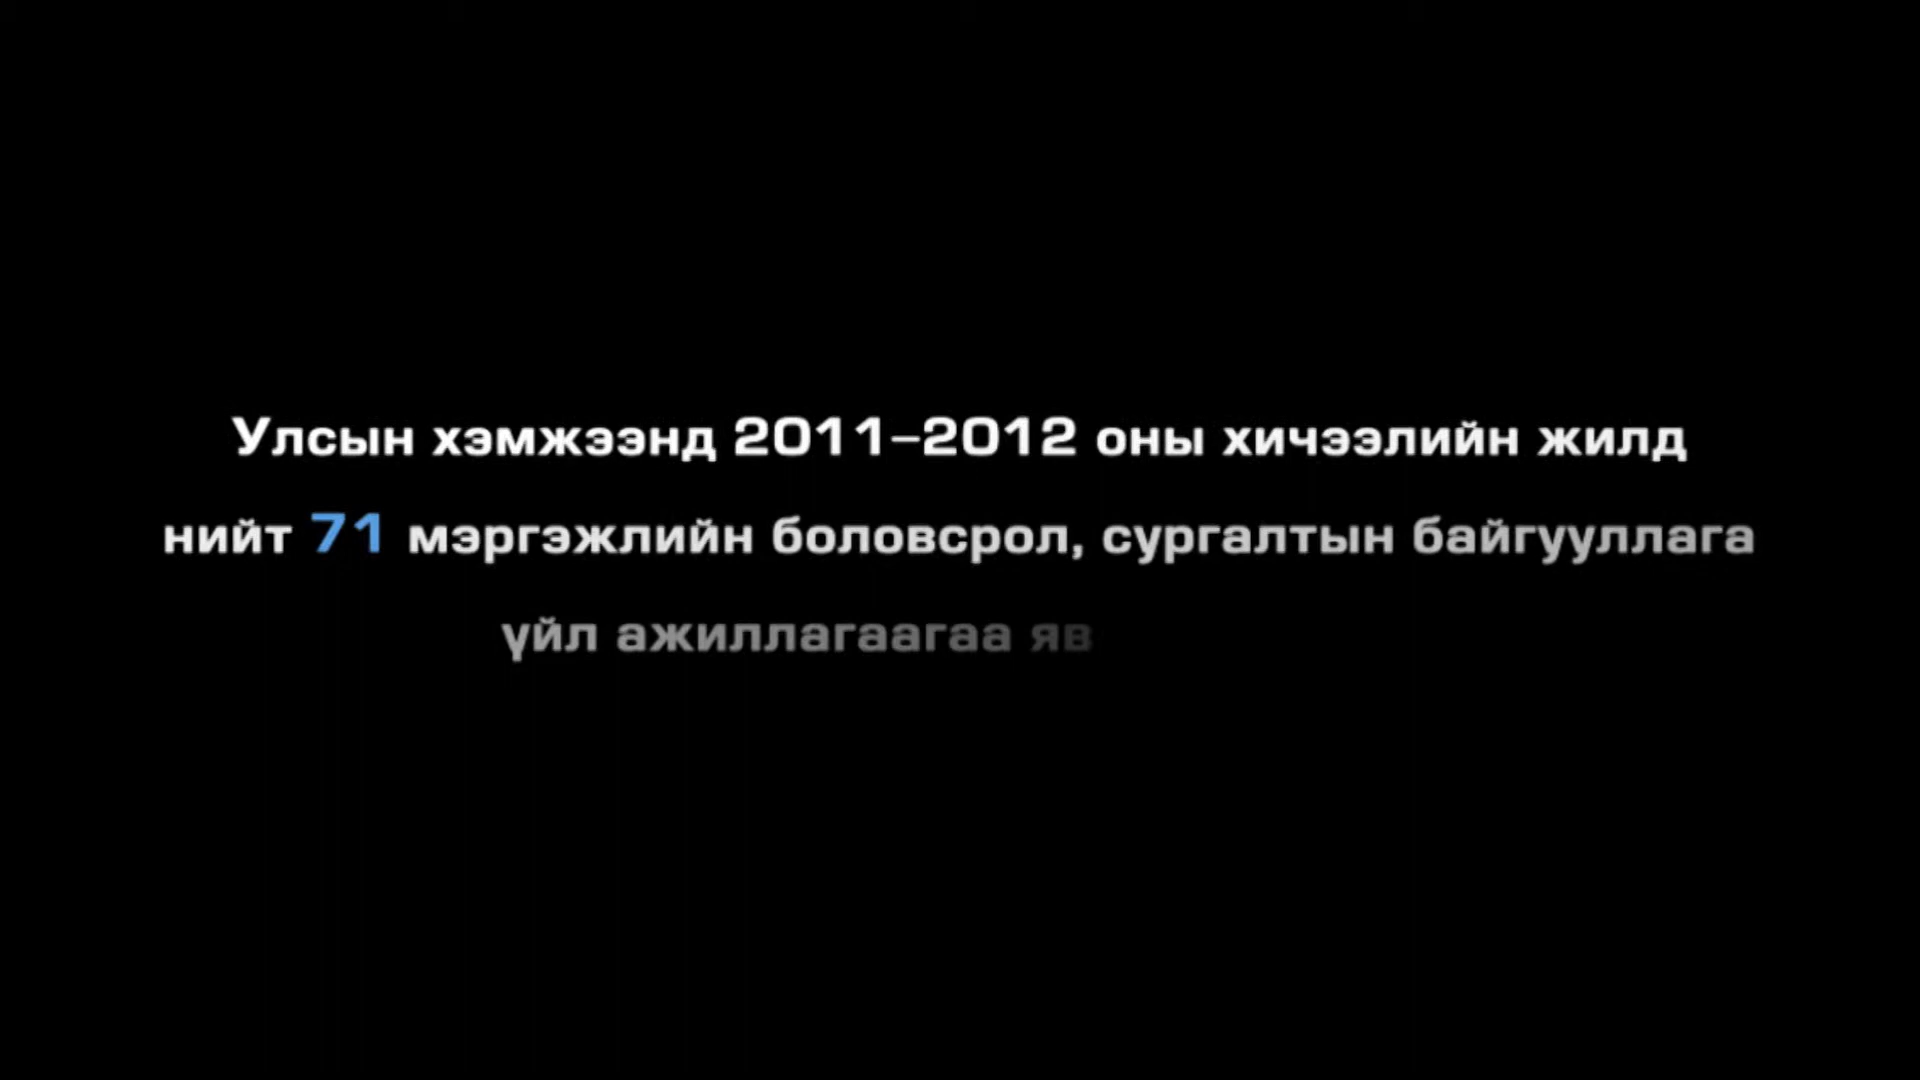 Улсын хэмжээнд 2011–2012 оны хичээлийн жилд
нийт 71 мэргэжлийн боловсрол, сургалтын байгууллага
үйл ажиллагаагаа яв